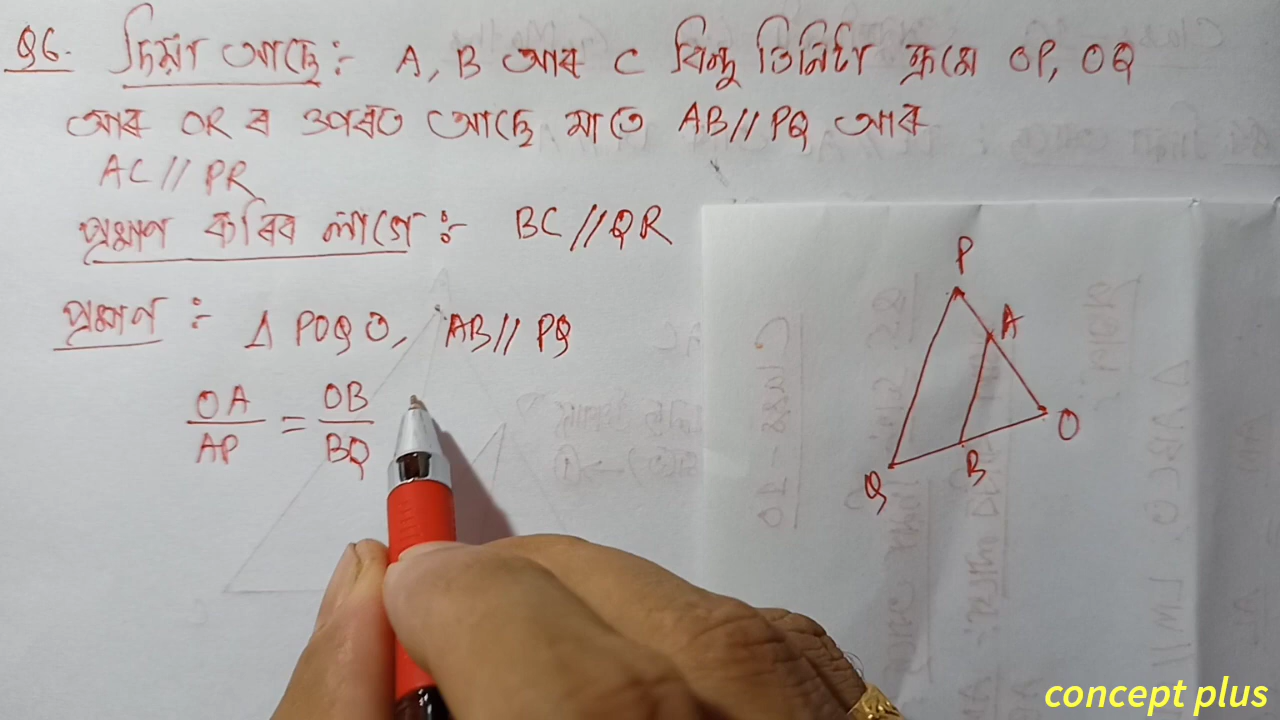 Q6. দিয়া আছে:- A, B আৰু C বিন্দু তিনিটা ক্ৰমে OP, OQ
আৰু OR ৰ ওপৰত আছে যাতে AB // PQ আৰু
AC // PR
প্ৰমাণ কৰিব লাগে:- BC // QR
প্ৰমাণ:- Δ POQ ত, AB // PQ
OA/AP = OB/BQ
P
A
O
B
Q
concept plus